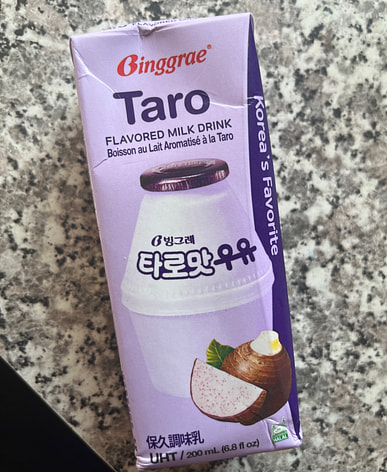 Binggrae®
Taro
FLAVORED MILK DRINK
Boisson au Lait Aromatisé à la Taro
Korea's Favorite
빙그레
타로맛우유
保久調味乳
UHT / 200 mL (6.8 fl oz)